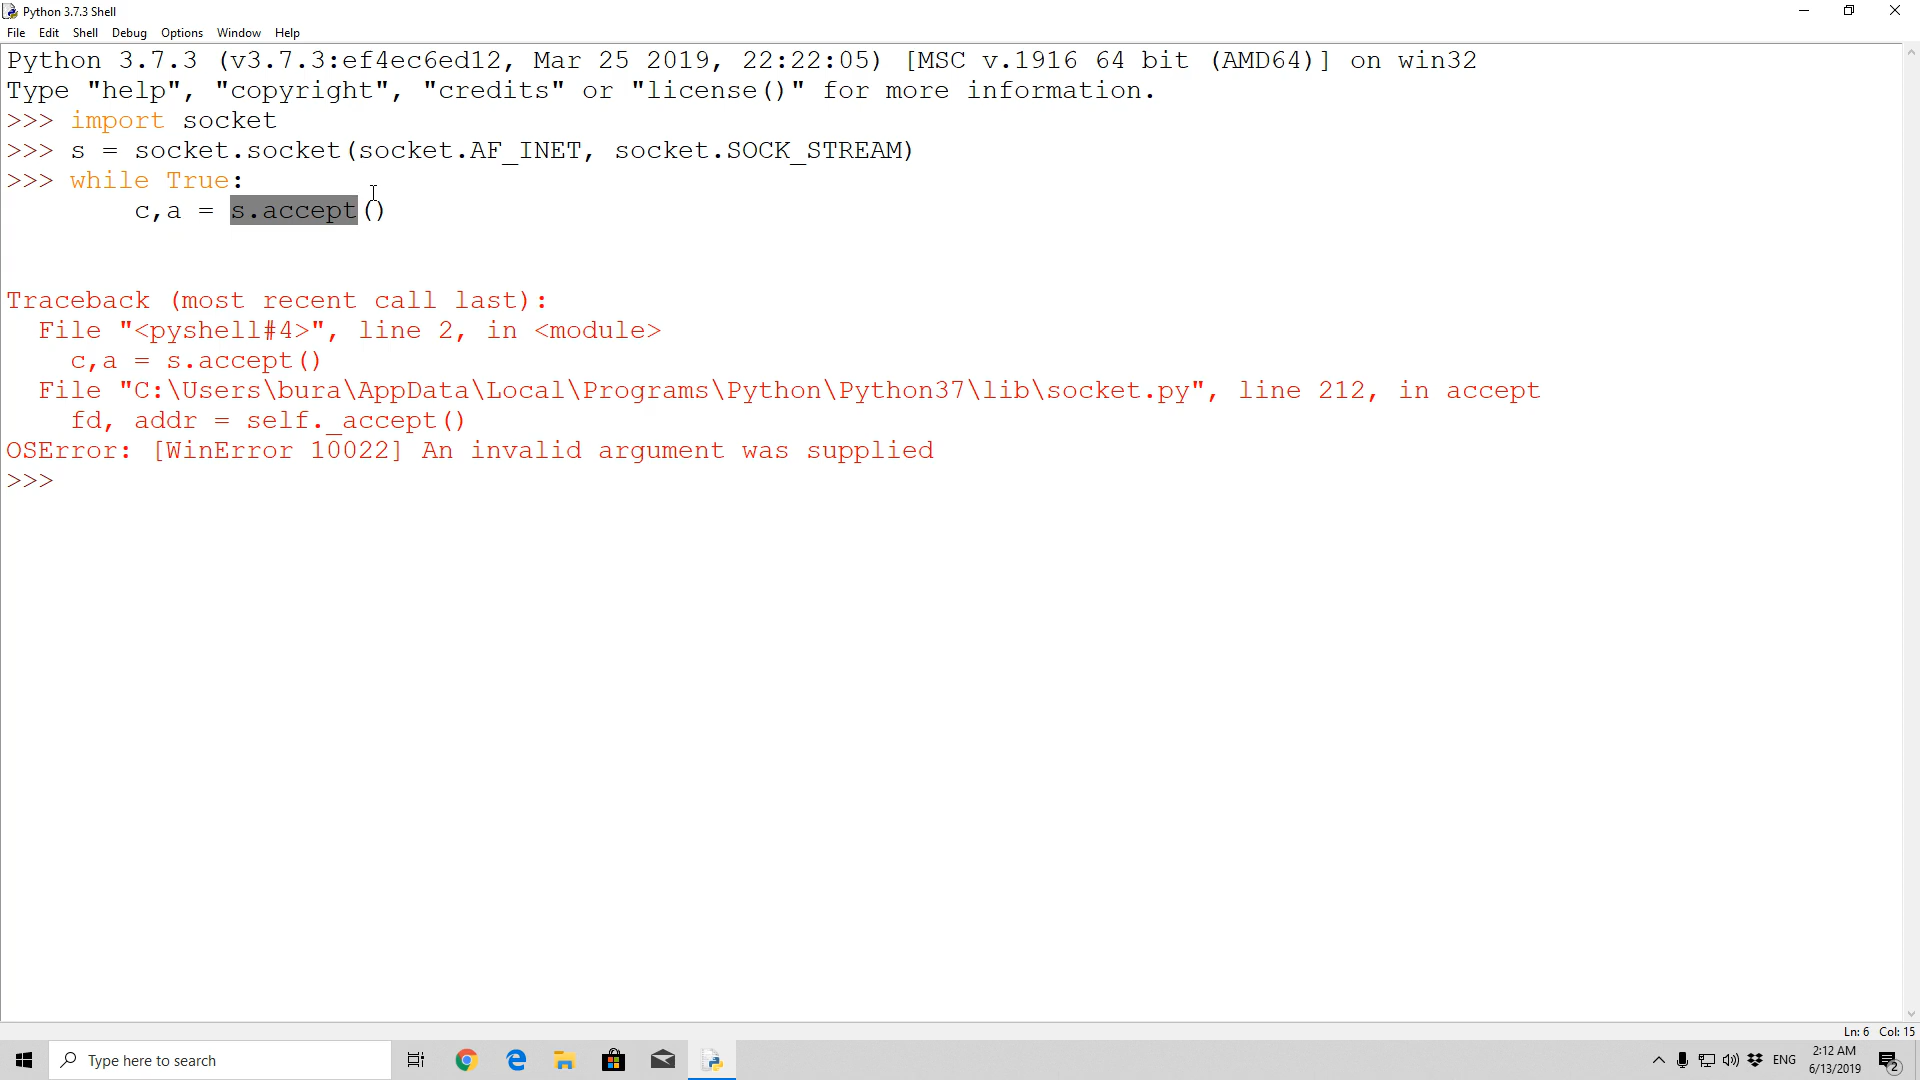 Python 3.7.3 Shell
File Edit Shell Debug Options Window Help
Python 3.7.3 (v3.7.3:ef4ec6ed12, Mar 25 2019, 22:22:05) [MSC v.1916 64 bit (AMD64)] on win32
Type "help", "copyright", "credits" or "license()" for more information.
>>> import socket
>>> s = socket.socket(socket.AF_INET, socket.SOCK_STREAM)
>>> while True:
        c,a = s.accept()
Traceback (most recent call last):
  File "<pyshell#4>", line 2, in <module>
    c,a = s.accept()
  File "C:\Users\bura\AppData\Local\Programs\Python\Python37\lib\socket.py", line 212, in accept
    fd, addr = self._accept()
OSError: [WinError 10022] An invalid argument was supplied
>>>
Ln: 6 Col: 15
Type here to search
ENG
2:12 AM
6/13/2019
2